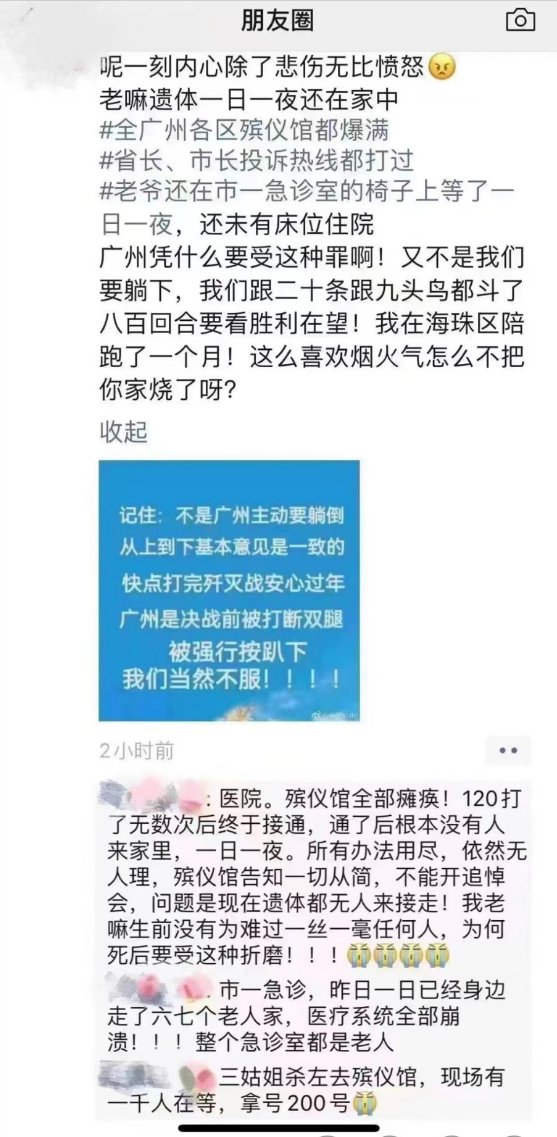 朋友圈
呢一刻内心除了悲伤无比愤怒😡
老嘛遗体一日一夜还在家中
#全广州各区殡仪馆都爆满
#省长、市长投诉热线都打过
#老爷还在市一急诊室的椅子上等了一
日一夜，还未有床位住院
广州凭什么要受这种罪啊！又不是我们
要躺下，我们跟二十条跟九头鸟都斗了
八百回合要看胜利在望！我在海珠区陪
跑了一个月！这么喜欢烟火气怎么不把
你家烧了呀?
收起
记住：不是广州主动要躺倒
从上到下基本意见是一致的
快点打完歼灭战安心过年
广州是决战前被打断双腿
被强行按趴下
我们当然不服！！！！
2小时前
: 医院。殡仪馆全部瘫痪！120打
了无数次后终于接通，通了后根本没有人
来家里，一日一夜。所有办法用尽，依然无
人理，殡仪馆告知一切从简，不能开追悼
会，问题是现在遗体都无人来接走！我老
嘛生前没有为难过一丝一毫任何人，为何
死后要受这种折磨！！！😭😭😭😭
: 市一急诊，昨日一日已经身边
走了六七个老人家，医疗系统全部崩
溃！！！整个急诊室都是老人
三姑姐杀左去殡仪馆，现场有
一千人在等，拿号200号😭